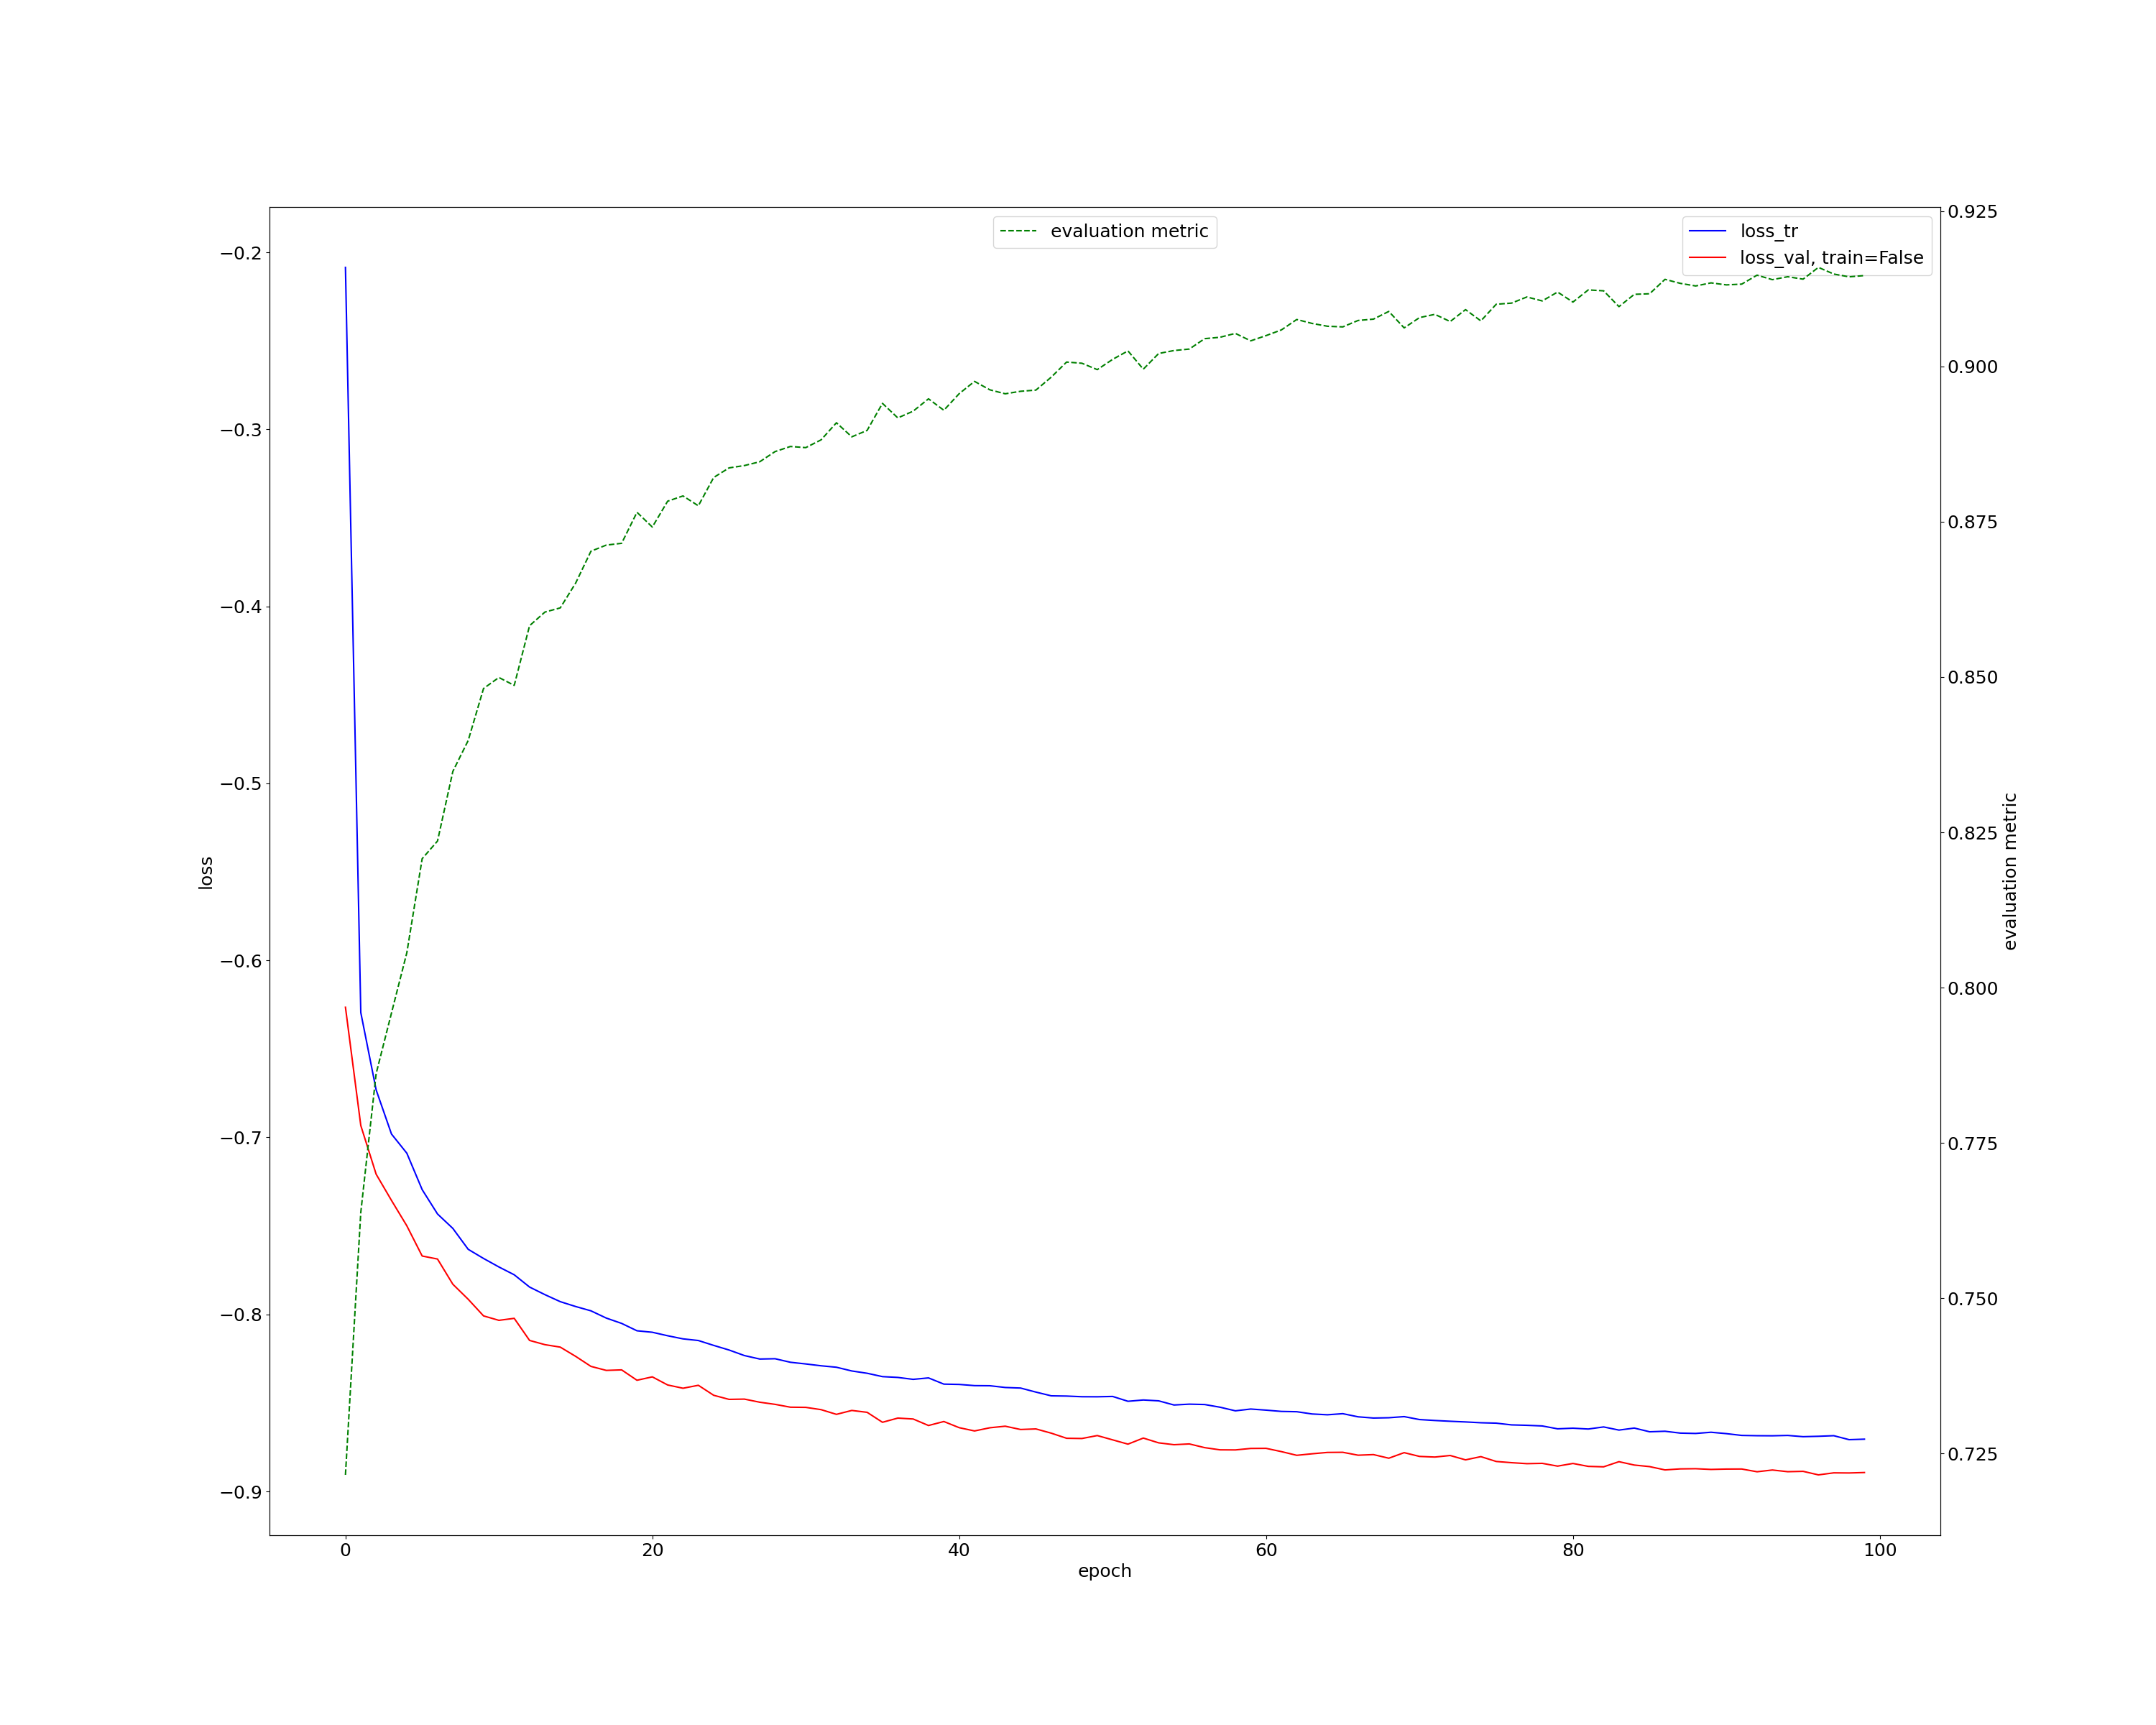 evaluation metric
loss_tr
loss_val, train=False
−0.2
−0.3
−0.4
−0.5
−0.6
−0.7
−0.8
−0.9
loss
0.925
0.900
0.875
0.850
0.825
0.800
0.775
0.750
0.725
evaluation metric
0 20 40 60 80 100
epoch